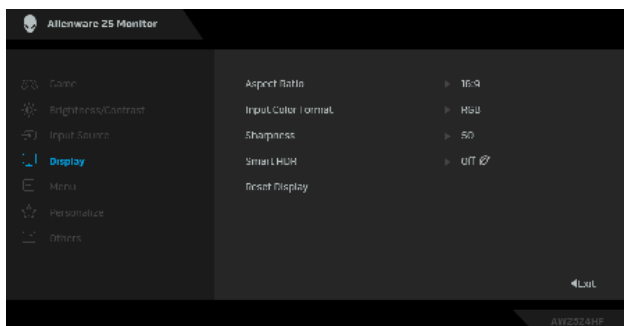 Alienware 25 Monitor
Game
Brightness/Contrast
Input Source
Display
Menu
Personalize
Others
Aspect Ratio 16:9
Input Color Format RGB
Sharpness 50
Smart HDR Off
Reset Display
Exit
AW2524HF